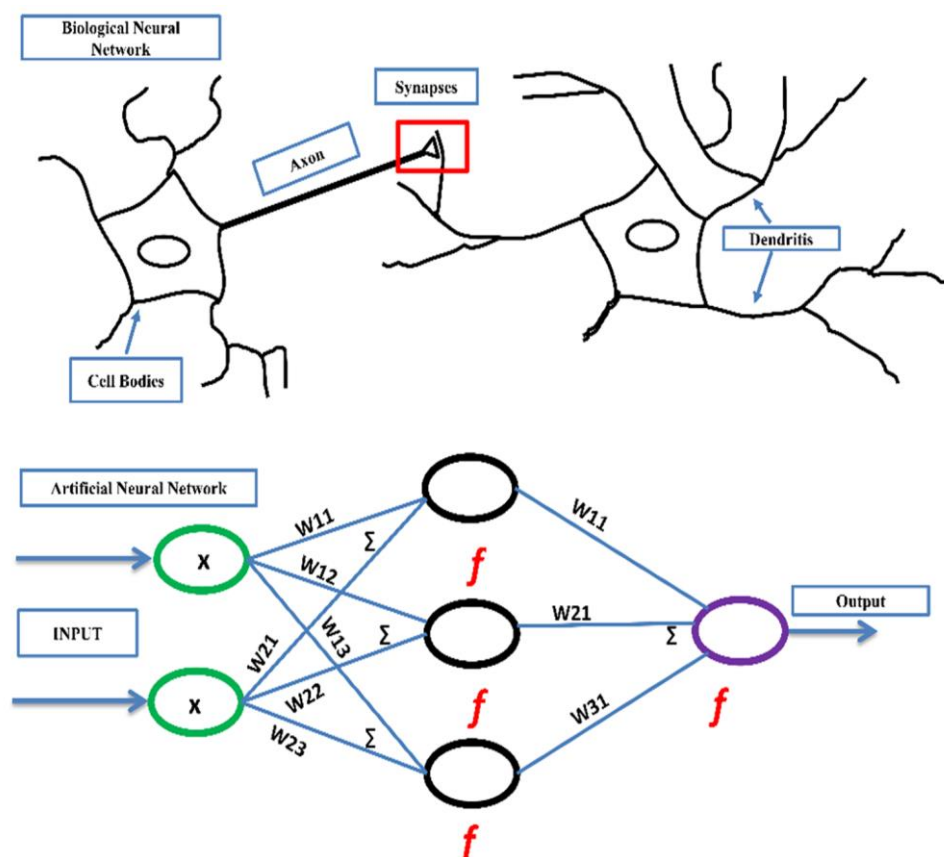 Biological Neural
Network
Synapses
Axon
Dendritis
Cell Bodies
Artificial Neural Network
W11
Σ
W11
f
X
W12
Output
INPUT
W21
W13
Σ
W21
Σ
X
W22
f
f
W23
Σ
W31
f